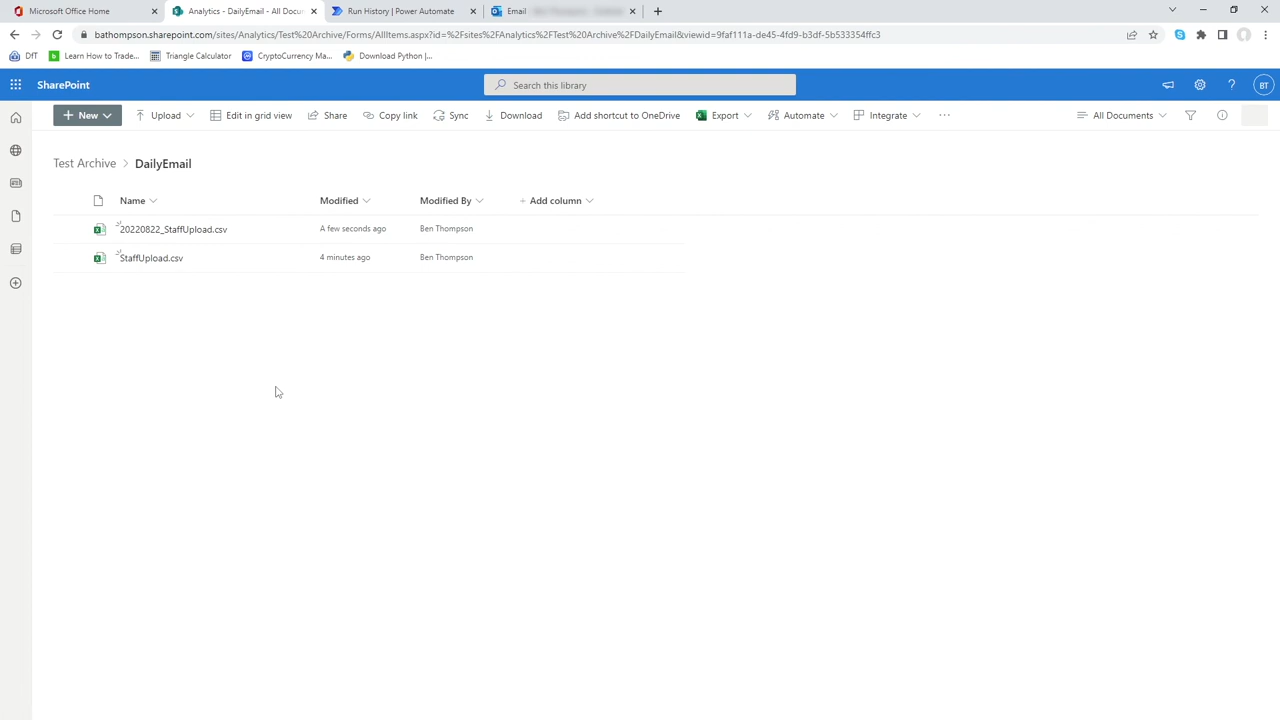 Microsoft Office Home
Analytics - DailyEmail - All Docu
Run History | Power Automate
Email
bathompson.sharepoint.com/sites/Analytics/Test%20Archive/Forms/AllItems.aspx?id=%2Fsites%2FAnalytics%2FTest%20Archive%2FDailyEmail&viewid=9faf111a-de45-4fd9-b3df-5b533354ffc3
DfT
Learn How to Trade...
Triangle Calculator
CryptoCurrency Ma...
Download Python |...
SharePoint
Search this library
BT
New
Upload
Edit in grid view
Share
Copy link
Sync
Download
Add shortcut to OneDrive
Export
Automate
Integrate
All Documents
Test Archive > DailyEmail
Name Modified Modified By + Add column
20220822_StaffUpload.csv A few seconds ago Ben Thompson
StaffUpload.csv 4 minutes ago Ben Thompson